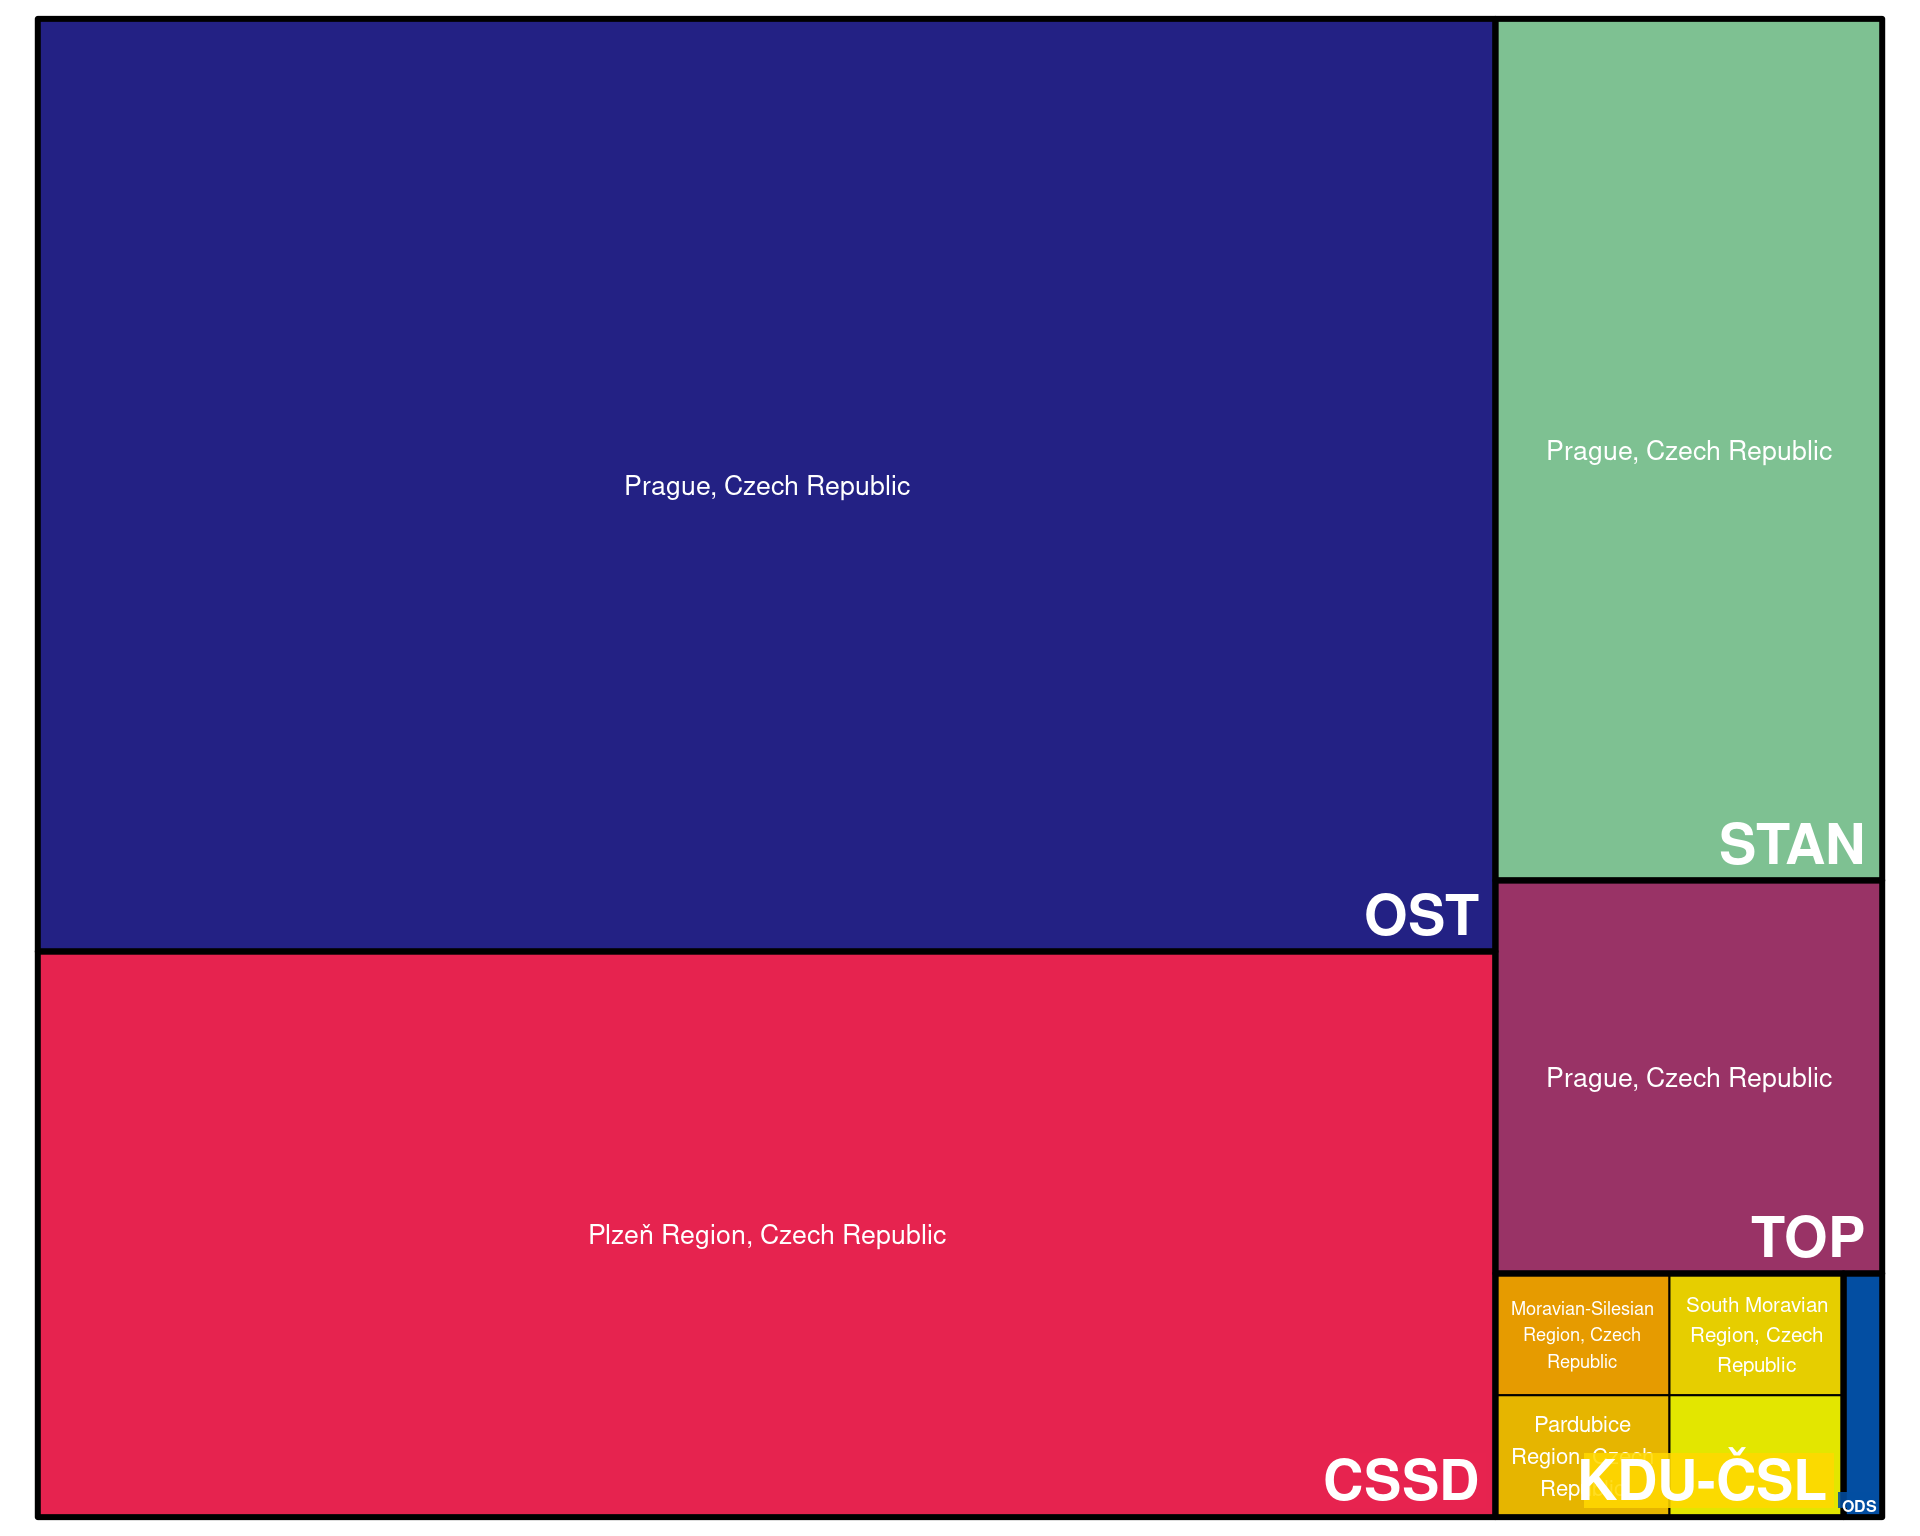 Prague, Czech Republic
OST
Plzeň Region, Czech Republic
CSSD
Prague, Czech Republic
STAN
Prague, Czech Republic
TOP
Moravian-Silesian
Region, Czech
Republic
South Moravian
Region, Czech
Republic
Pardubice
Region, Czech
Republic
KDU-ČSL
ODS